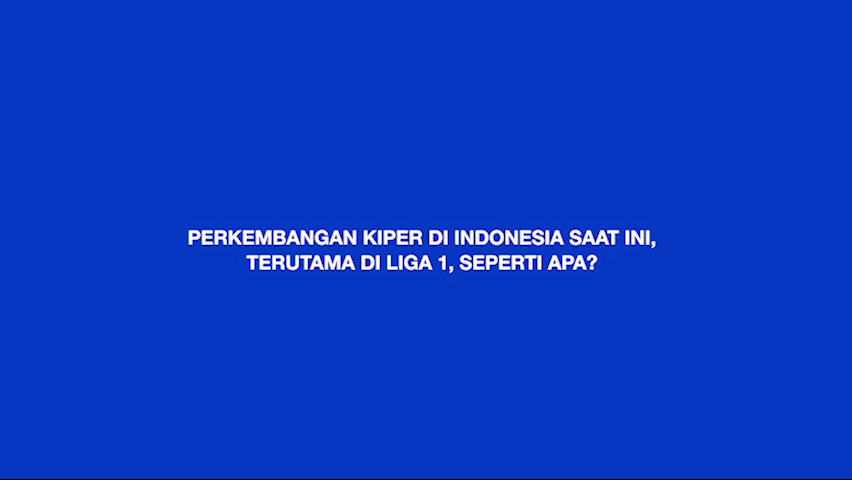 PERKEMBANGAN KIPER DI INDONESIA SAAT INI,
TERUTAMA DI LIGA 1, SEPERTI APA?